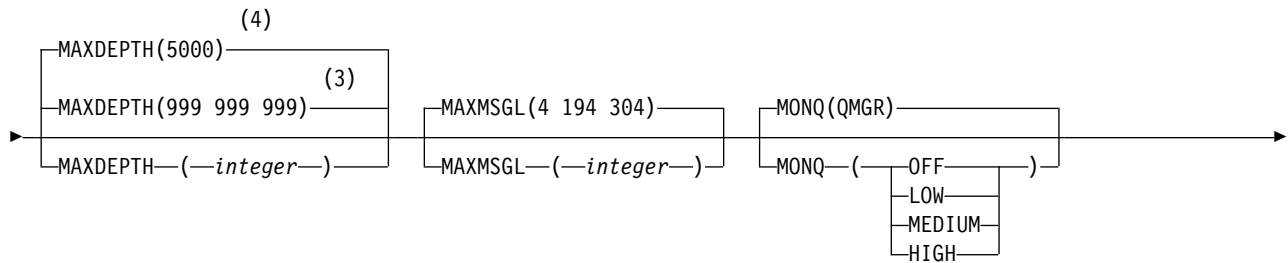 (4)
MAXDEPTH(5000)
(3)
MAXDEPTH(999 999 999) MAXMSGL(4 194 304) MONQ(QMGR)
MAXDEPTH ( integer ) MAXMSGL ( integer ) MONQ ( OFF )
LOW
MEDIUM
HIGH